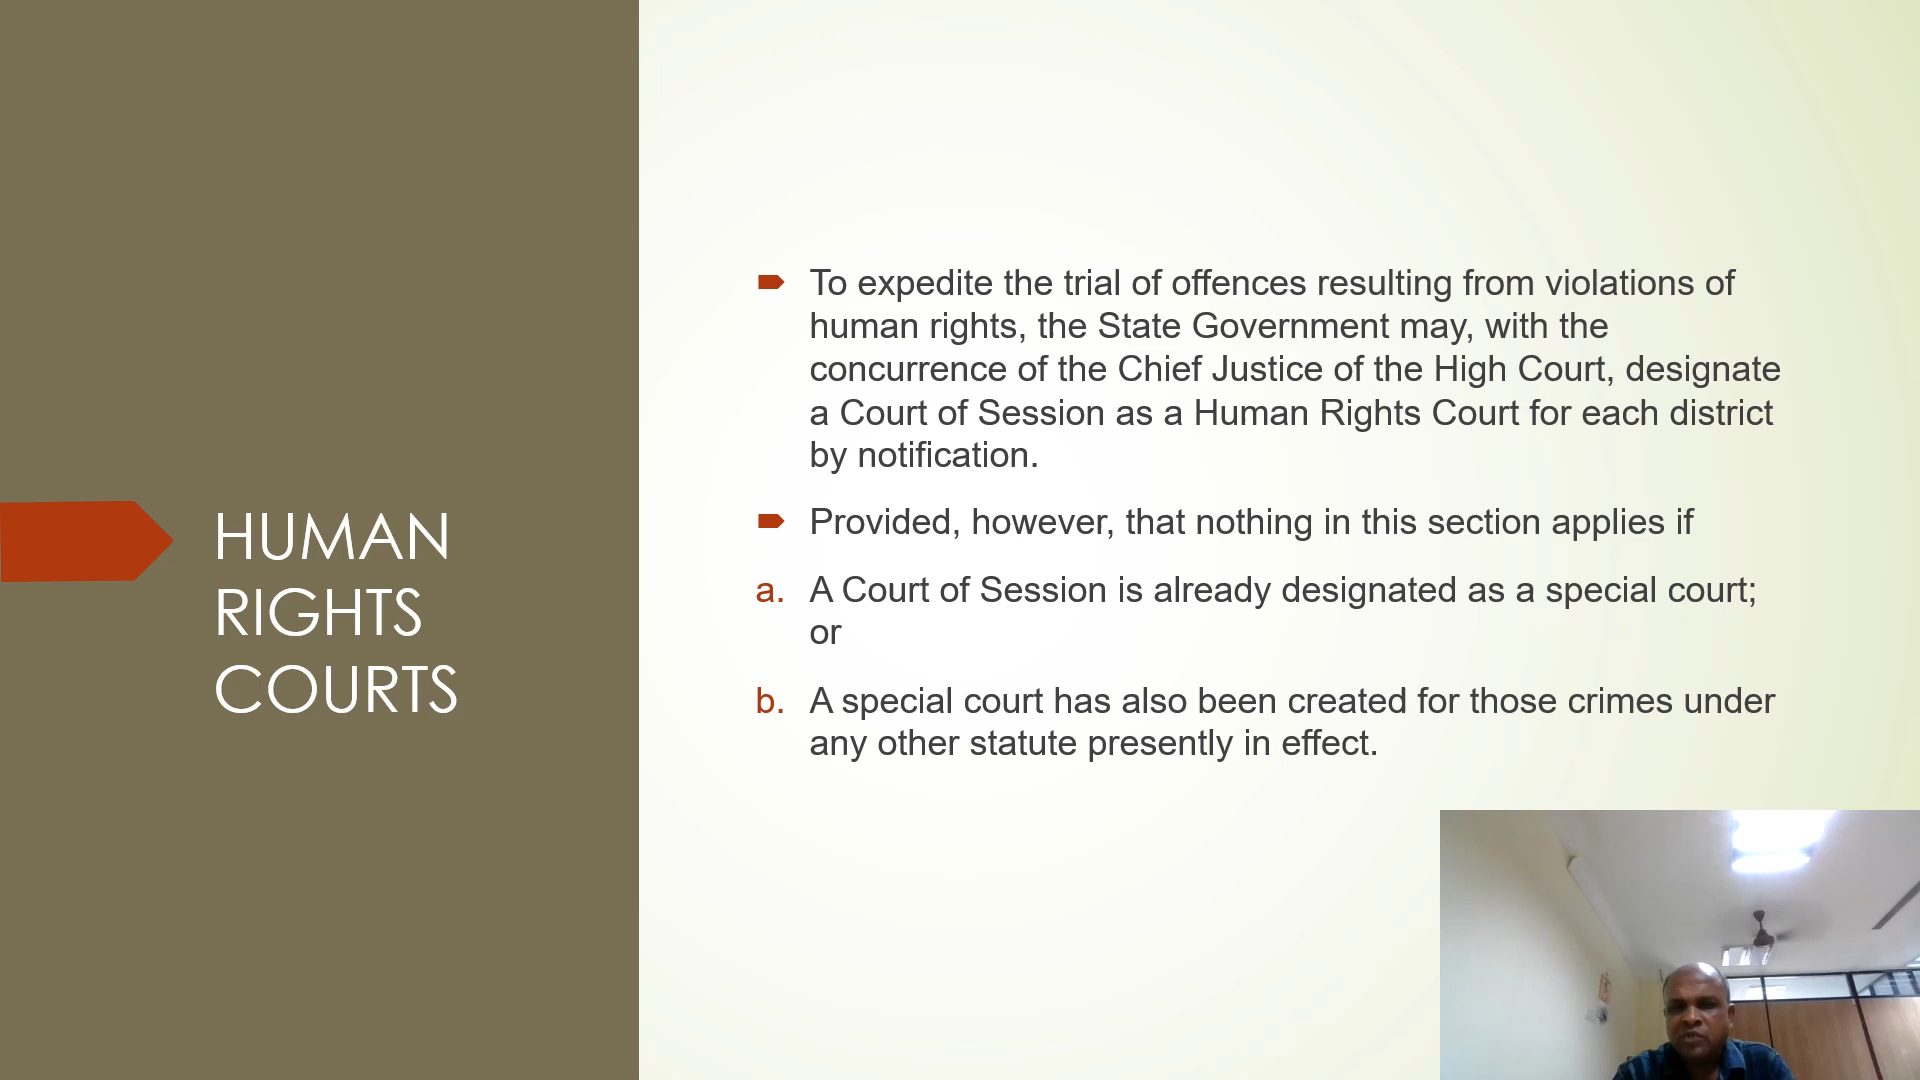 HUMAN
RIGHTS
COURTS
To expedite the trial of offences resulting from violations of
human rights, the State Government may, with the
concurrence of the Chief Justice of the High Court, designate
a Court of Session as a Human Rights Court for each district
by notification.
Provided, however, that nothing in this section applies if
a. A Court of Session is already designated as a special court;
or
b. A special court has also been created for those crimes under
any other statute presently in effect.